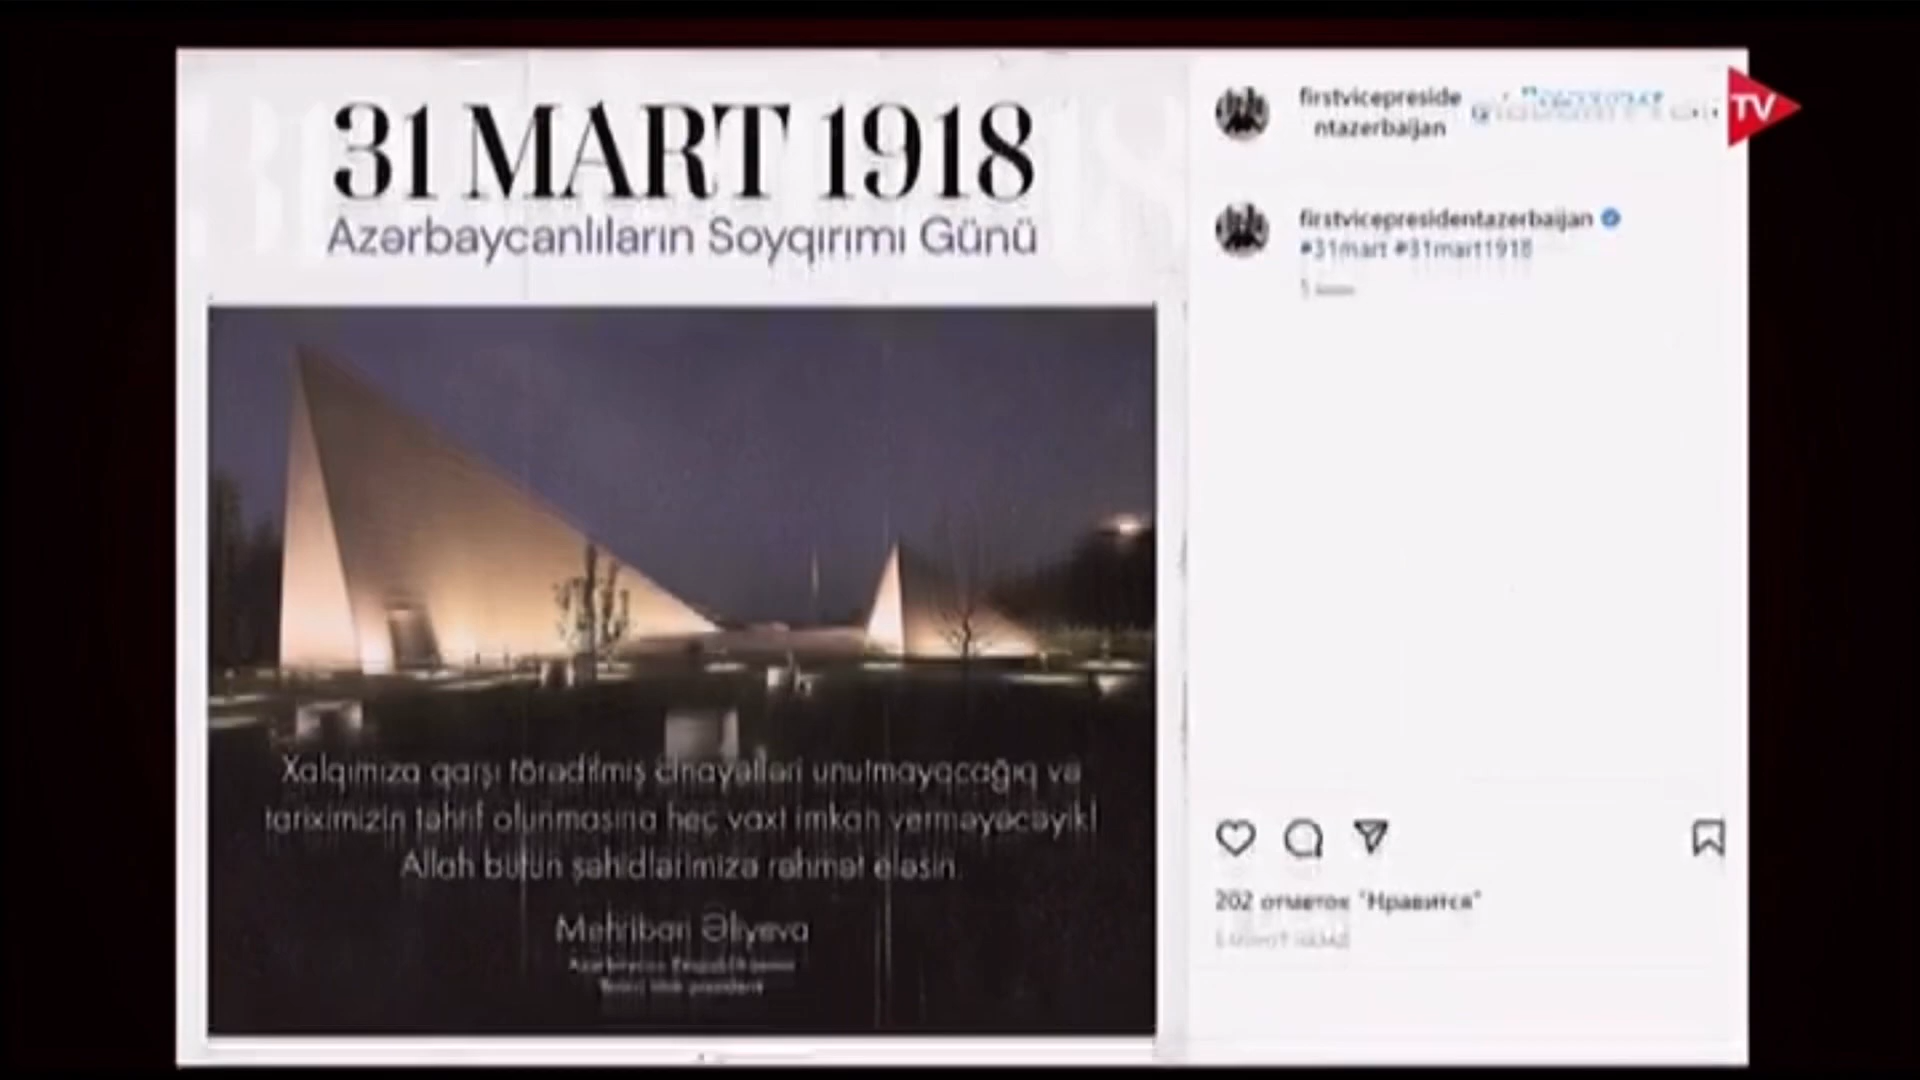 31 MART 1918
Azərbaycanlıların Soyqırımı Günü
Xalqımıza qarşı törədilmiş cinayətləri unutmayacağıq və
tariximizin təhrif olunmasına heç vaxt imkan verməyəcəyik!
Allah bütün şəhidlərimizə rəhmət eləsin.
Mehriban Əliyeva
firstvicepreside
ntazerbaijan
TV
firstvicepresidentazerbaijan
#31mart #31mart1918
202 отметок "Нравится"